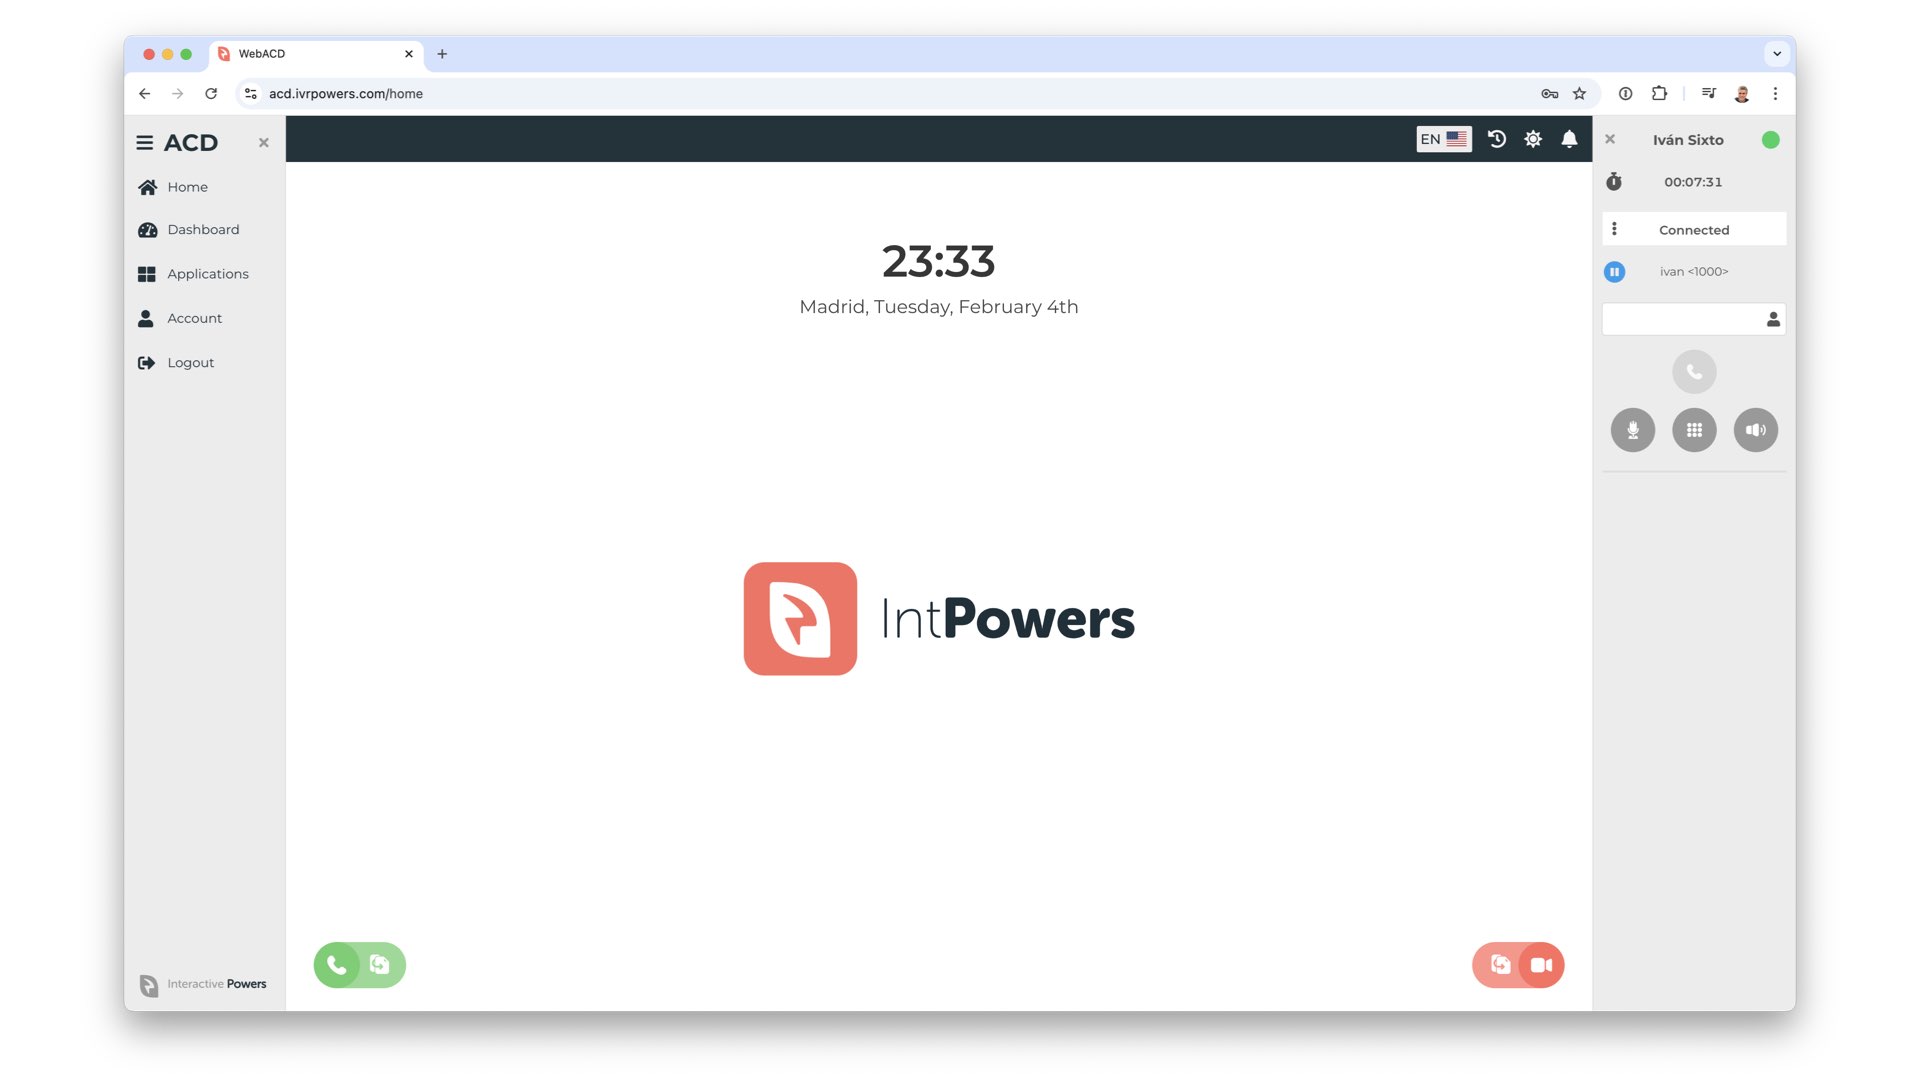 WebACD
acd.ivrpowers.com/home
ACD
Home
Dashboard
Applications
Account
Logout
Interactive Powers
EN
23:33
Madrid, Tuesday, February 4th
IntPowers
Iván Sixto
00:07:31
Connected
ivan <1000>